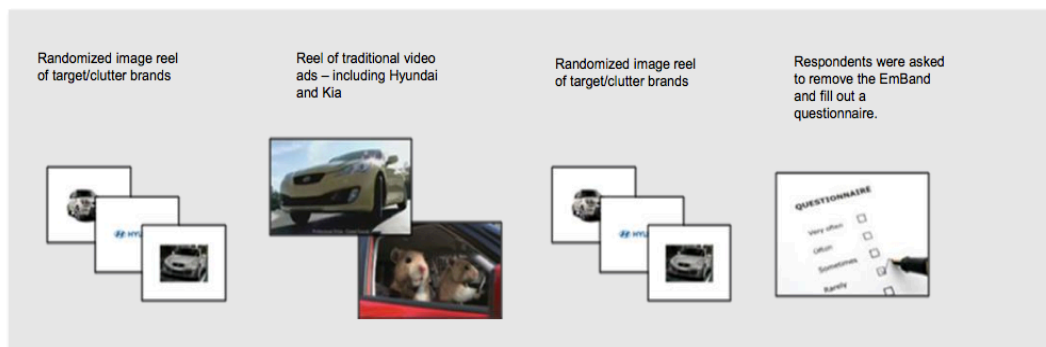 Randomized image reel
of target/clutter brands
Reel of traditional video
ads – including Hyundai
and Kia
Randomized image reel
of target/clutter brands
Respondents were asked
to remove the EmBand
and fill out a
questionnaire.
HYU
HYU
QUESTIONNAIRE
Very often
Often
Sometimes
Rarely